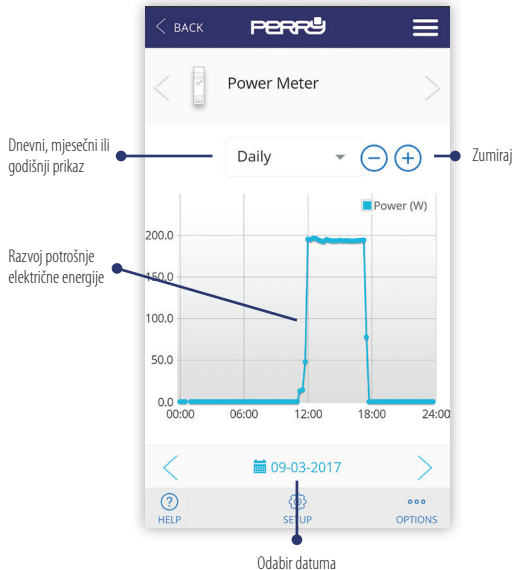 BACK
PERRY
Power Meter
Dnevni, mjesečni ili
godišnji prikaz
Daily
Zumiraj
Power (W)
200.0
Razvoj potrošnje
električne energije
150.0
100.0
50.0
0.0
00:00 06:00 12:00 18:00 24:00
09-03-2017
HELP SETUP OPTIONS
Odabir datuma